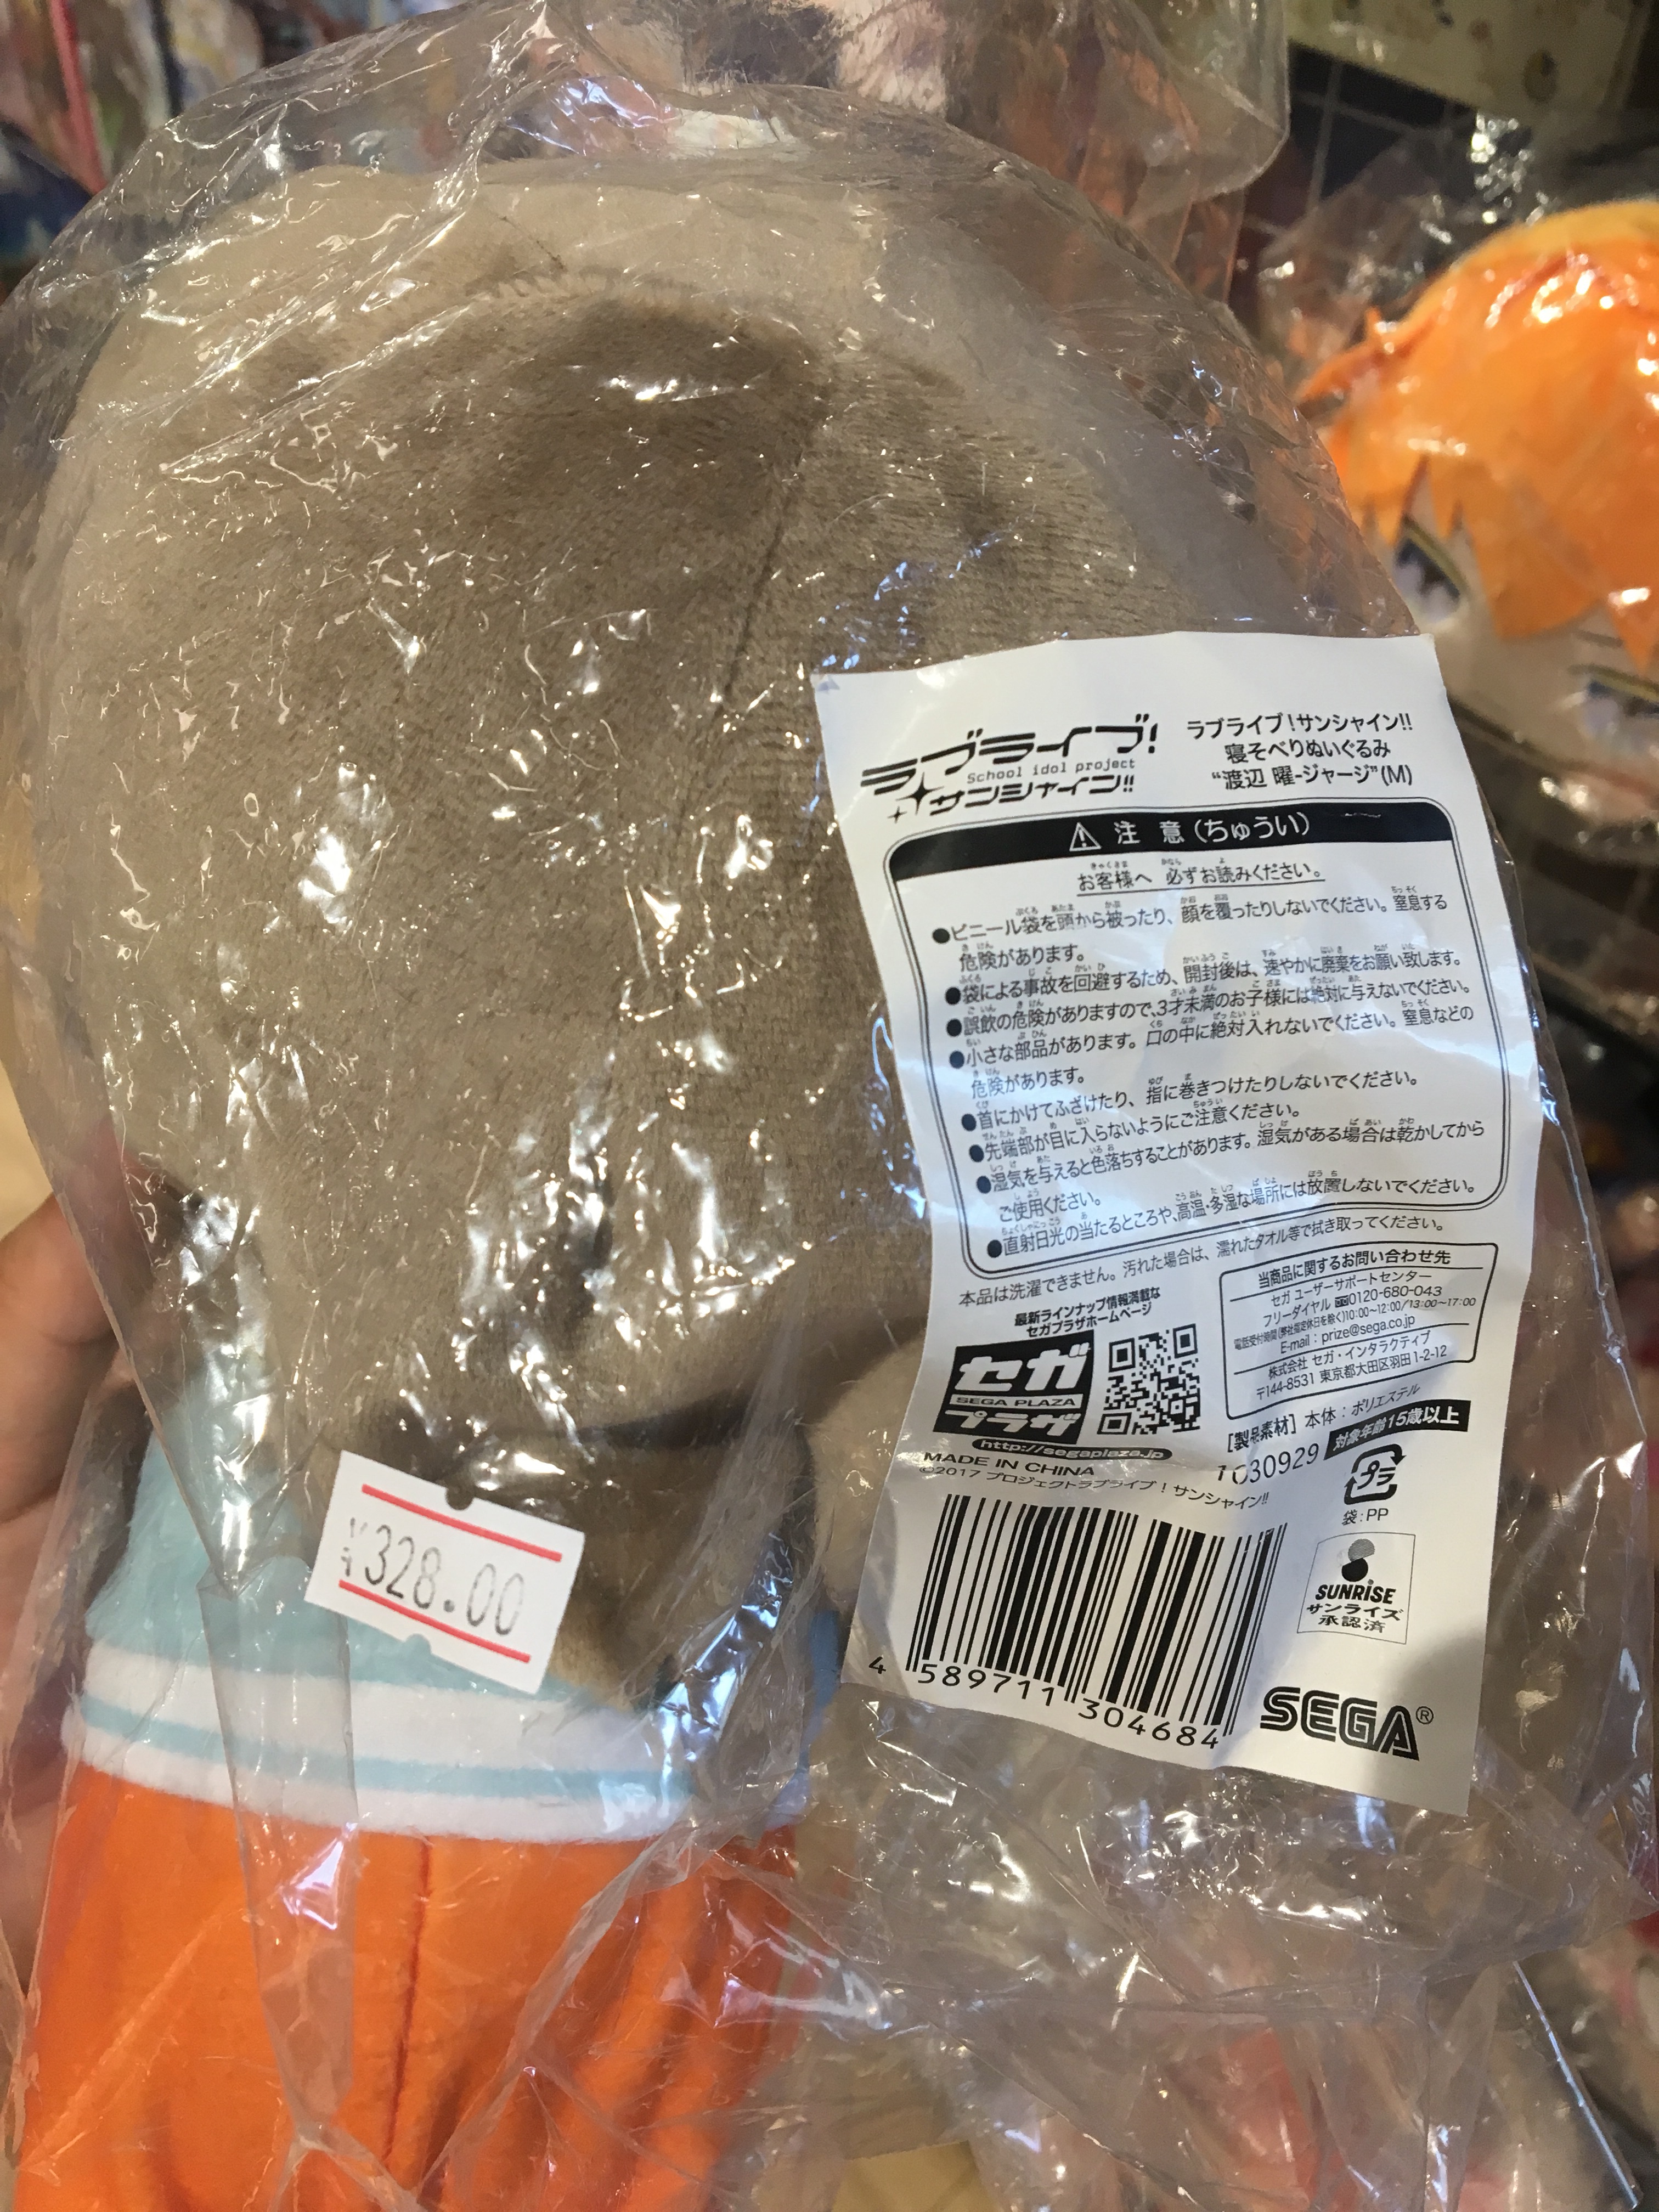 ラブライブ!
School idol project
サンシャイン!!
ラブライブ!サンシャイン!!
寝そべりぬいぐるみ
“渡辺 曜-ジャージ”(M)
注 意(ちゅうい)
お客様へ 必ずお読みください。
●ビニール袋を頭から被ったり、顔を覆ったりしないでください。窒息する
危険があります。
●袋による事故を回避するため、開封後は、速やかに廃棄をお願い致します。
●誤飲の危険がありますので、3才未満のお子様には絶対に与えないでください。
●小さな部品があります。口の中に絶対入れないでください。窒息などの
危険があります。
●首にかけてふざけたり、指に巻きつけたりしないでください。
●先端部が目に入らないようにご注意ください。
●湿気を与えると色落ちすることがあります。湿気がある場合は乾かしてから
ご使用ください。
●直射日光の当たるところや、高温・多湿な場所には放置しないでください。
本品は洗濯できません。汚れた場合は、濡れたタオル等で拭き取ってください。
最新ラインナップ情報満載な
セガプラザホームページ
セガ
SEGA PLAZA
プラザ
http://segaplaza.jp
当商品に関するお問い合わせ先
セガ ユーザーサポートセンター
フリーダイヤル 0120-680-043
電話受付時間(弊社指定休日を除く)10:00~12:00/13:00~17:00
E-mail : prize@sega.co.jp
株式会社 セガ・インタラクティブ
〒144-8531 東京都大田区羽田 1-2-12
[製品素材] 本体:ポリエステル
対象年齢15歳以上
MADE IN CHINA
©2017 プロジェクトラブライブ!サンシャイン!!
1030929
プラ
袋:PP
SUNRISE
サンライズ
承認済
4 589711 304684
SEGA®
¥328.00